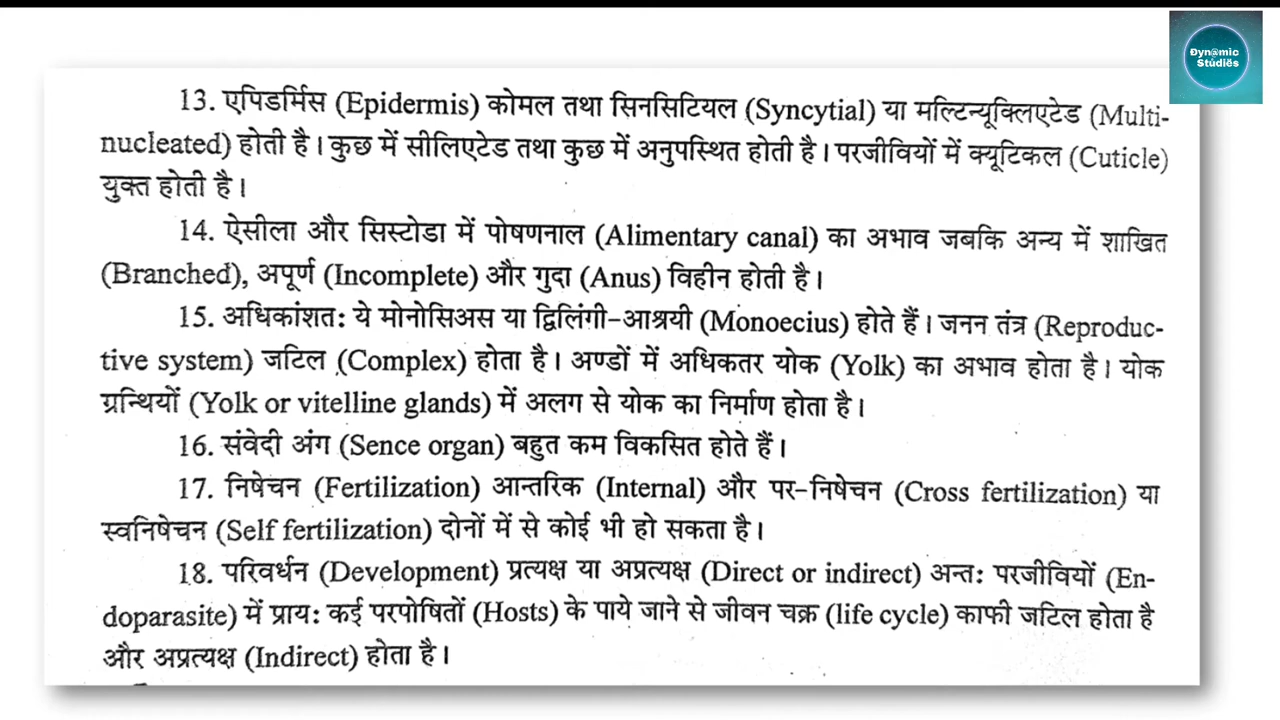 Đyn@mic
Stúdiës
13. एपिडर्मिस (Epidermis) कोमल तथा सिनसिटियल (Syncytial) या मल्टिन्यूक्लिएटेड (Multi-
nucleated) होती है। कुछ में सीलिएटेड तथा कुछ में अनुपस्थित होती है। परजीवियों में क्यूटिकल (Cuticle)
युक्त होती है।
14. ऐसीला और सिस्टोडा में पोषणनाल (Alimentary canal) का अभाव जबकि अन्य में शाखित
(Branched), अपूर्ण (Incomplete) और गुदा (Anus) विहीन होती है।
15. अधिकांशतः ये मोनोसिअस या द्विलिंगी-आश्रयी (Monoecius) होते हैं। जनन तंत्र (Reproduc-
tive system) जटिल (Complex) होता है। अण्डों में अधिकतर योक (Yolk) का अभाव होता है। योक
ग्रन्थियों (Yolk or vitelline glands) में अलग से योक का निर्माण होता है।
16. संवेदी अंग (Sence organ) बहुत कम विकसित होते हैं।
17. निषेचन (Fertilization) आन्तरिक (Internal) और पर-निषेचन (Cross fertilization) या
स्वनिषेचन (Self fertilization) दोनों में से कोई भी हो सकता है।
18. परिवर्धन (Development) प्रत्यक्ष या अप्रत्यक्ष (Direct or indirect) अन्तः परजीवियों (En-
doparasite) में प्रायः कई परपोषितों (Hosts) के पाये जाने से जीवन चक्र (life cycle) काफी जटिल होता है
और अप्रत्यक्ष (Indirect) होता है।